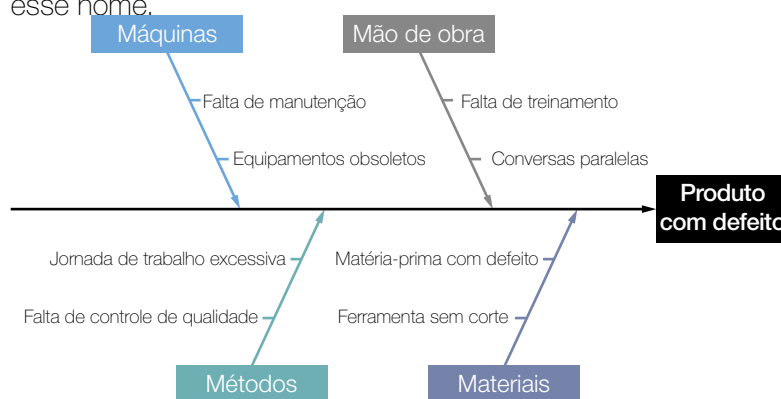 esse nome.
Máquinas
Mão de obra
Falta de manutenção
Falta de treinamento
Equipamentos obsoletos
Conversas paralelas
Produto
com defeito
Jornada de trabalho excessiva
Matéria-prima com defeito
Falta de controle de qualidade
Ferramenta sem corte
Métodos
Materiais